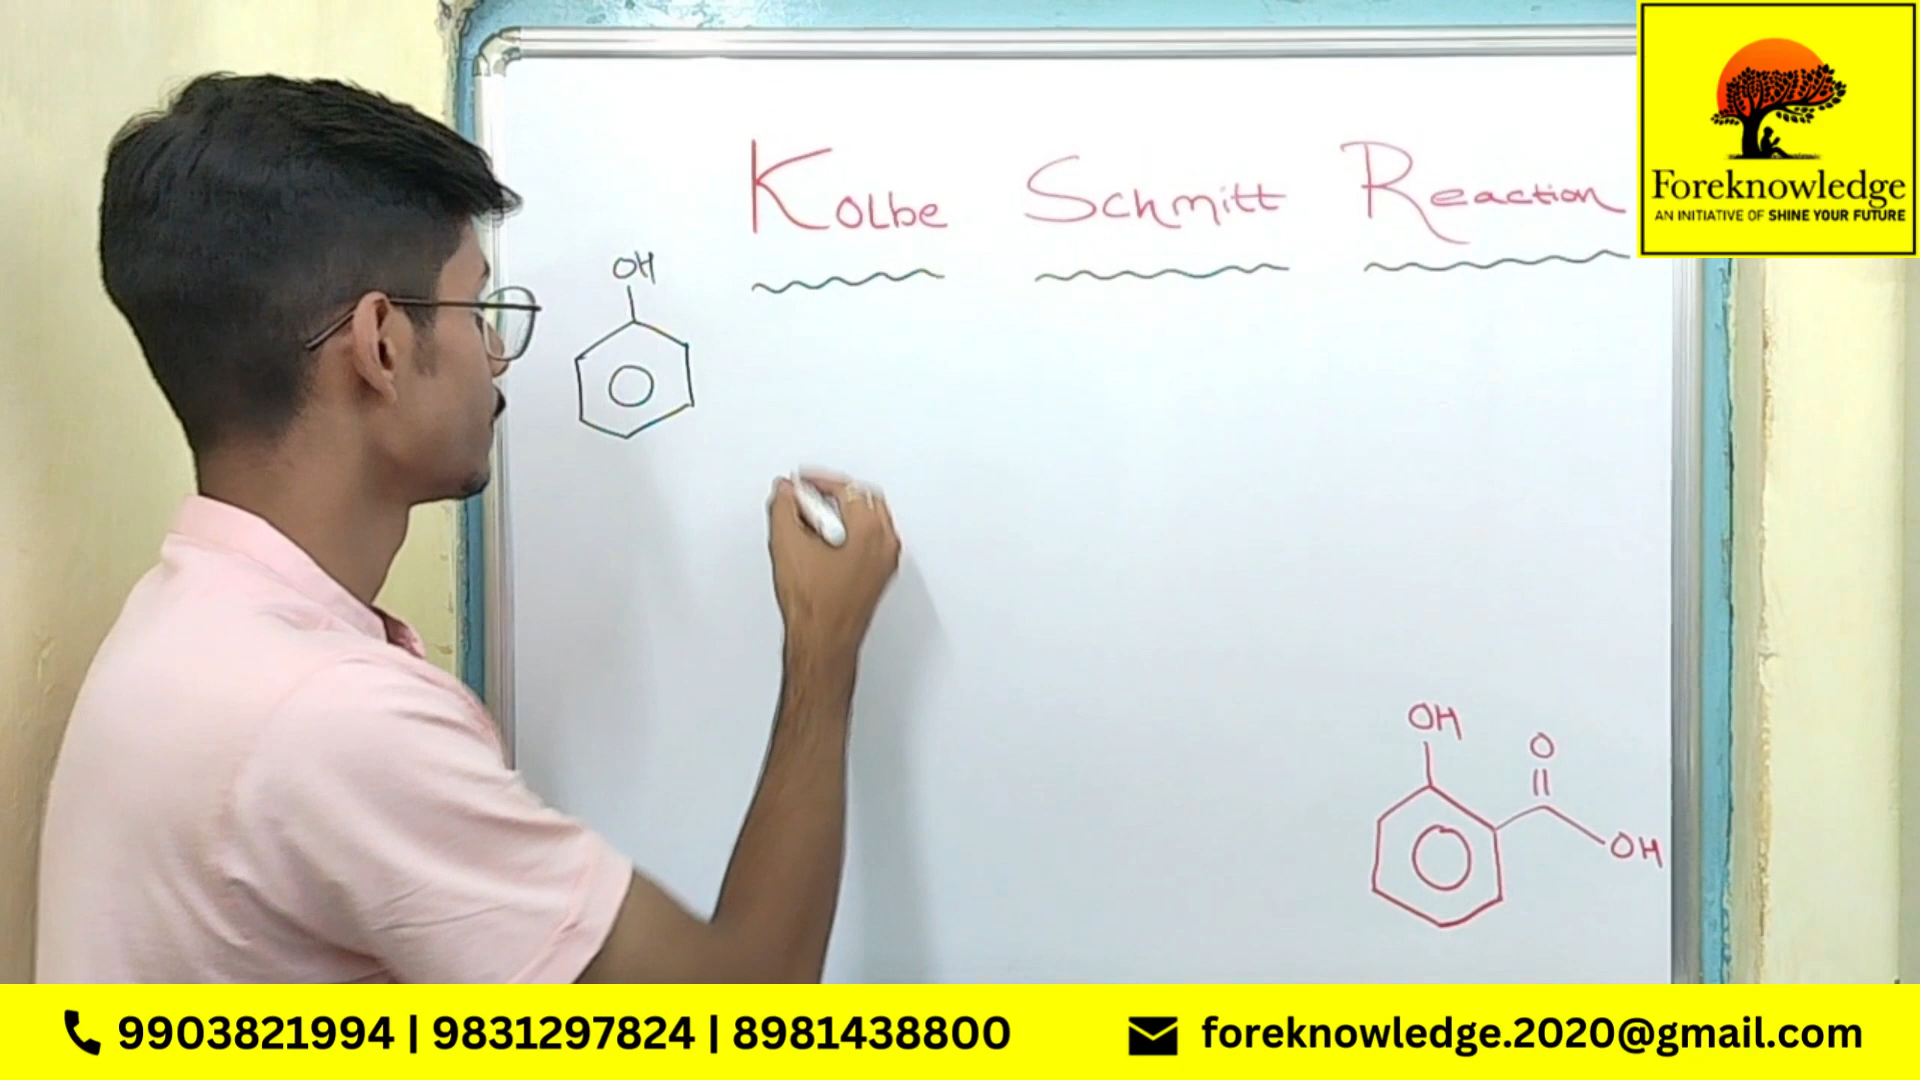 Kolbe Schmitt Reaction
Foreknowledge
AN INITIATIVE OF SHINE YOUR FUTURE
OH
OH
O
OH
9903821994 | 9831297824 | 8981438800
foreknowledge.2020@gmail.com